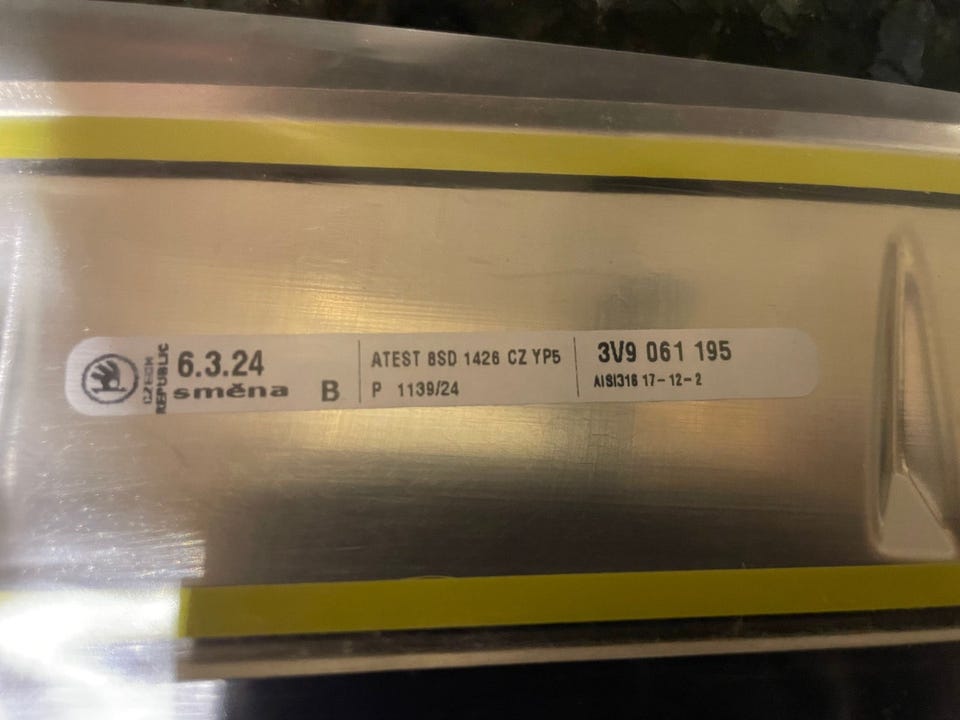 CZECH
REPUBLIC
6.3.24
směna B
ATEST 8SD 1426 CZ YP5
P 1139/24
3V9 061 195
AISI316 17-12-2